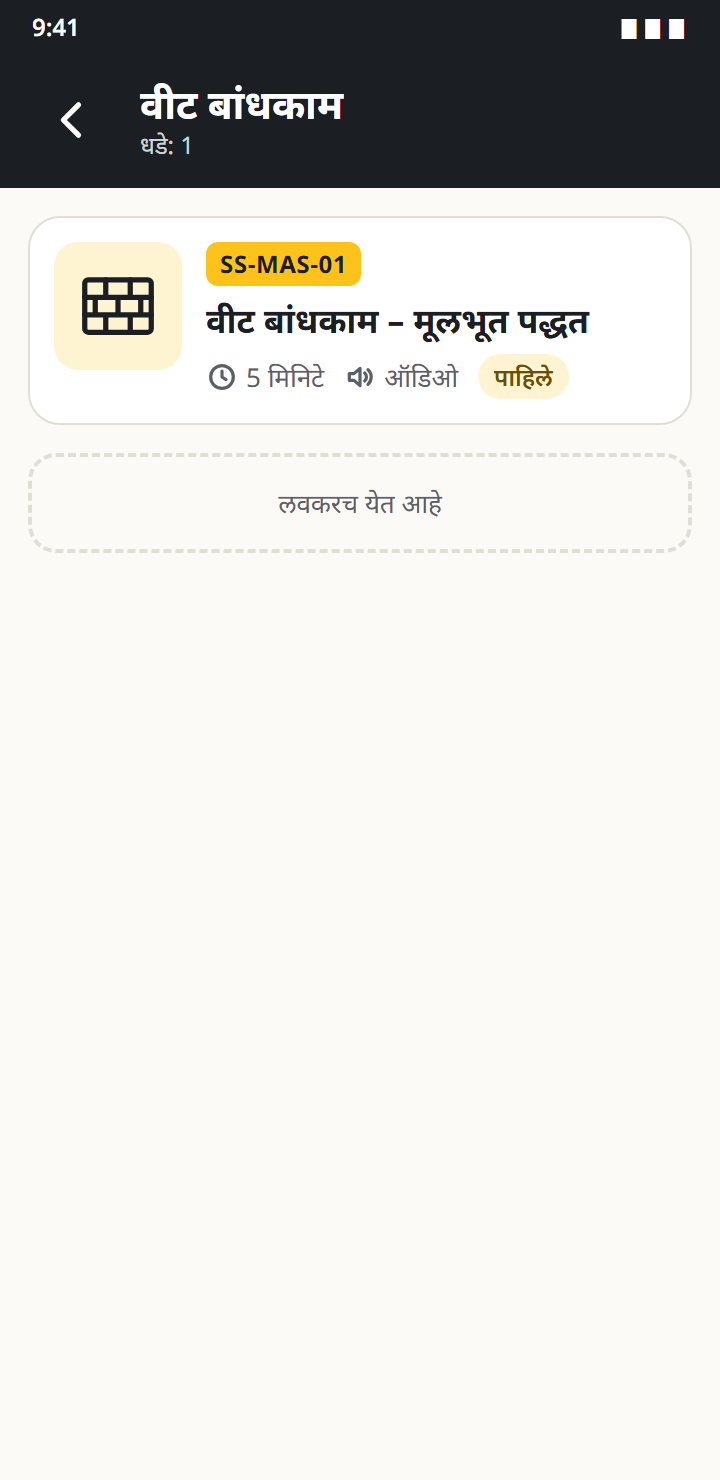 9:41
वीट बांधकाम
धडे: 1
SS-MAS-01
वीट बांधकाम – मूलभूत पद्धत
5 मिनिटे ऑडिओ पाहिले
लवकरच येत आहे